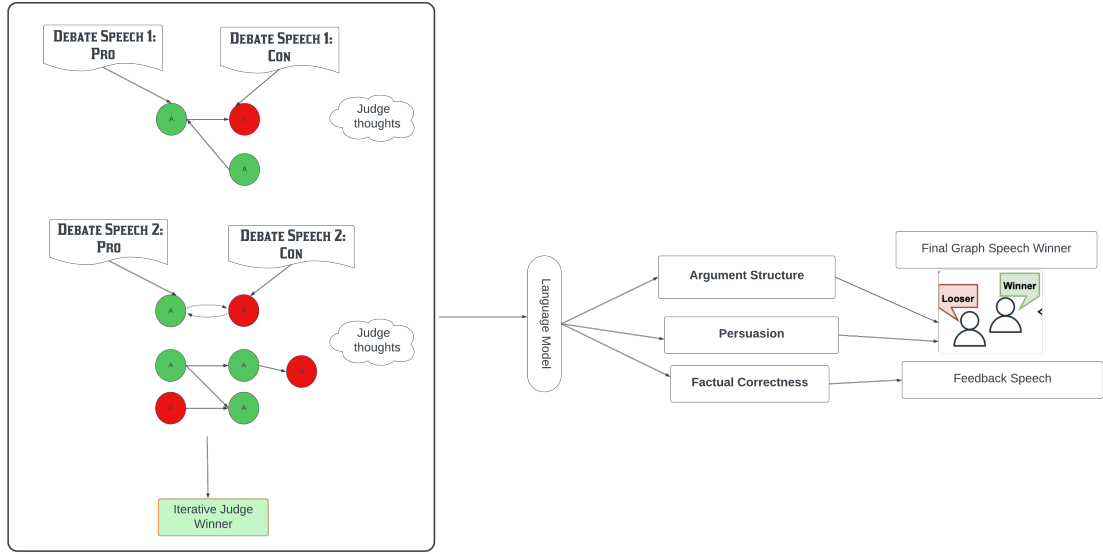 DEBATE SPEECH 1:
PRO
DEBATE SPEECH 1:
CON
A
A
A
Judge
thoughts
DEBATE SPEECH 2:
PRO
DEBATE SPEECH 2:
CON
A
A
A
A
A
A
Judge
thoughts
Iterative Judge
Winner
Language Model
Argument Structure
Persuasion
Factual Correctness
Final Graph Speech Winner
Looser
Winner
Feedback Speech